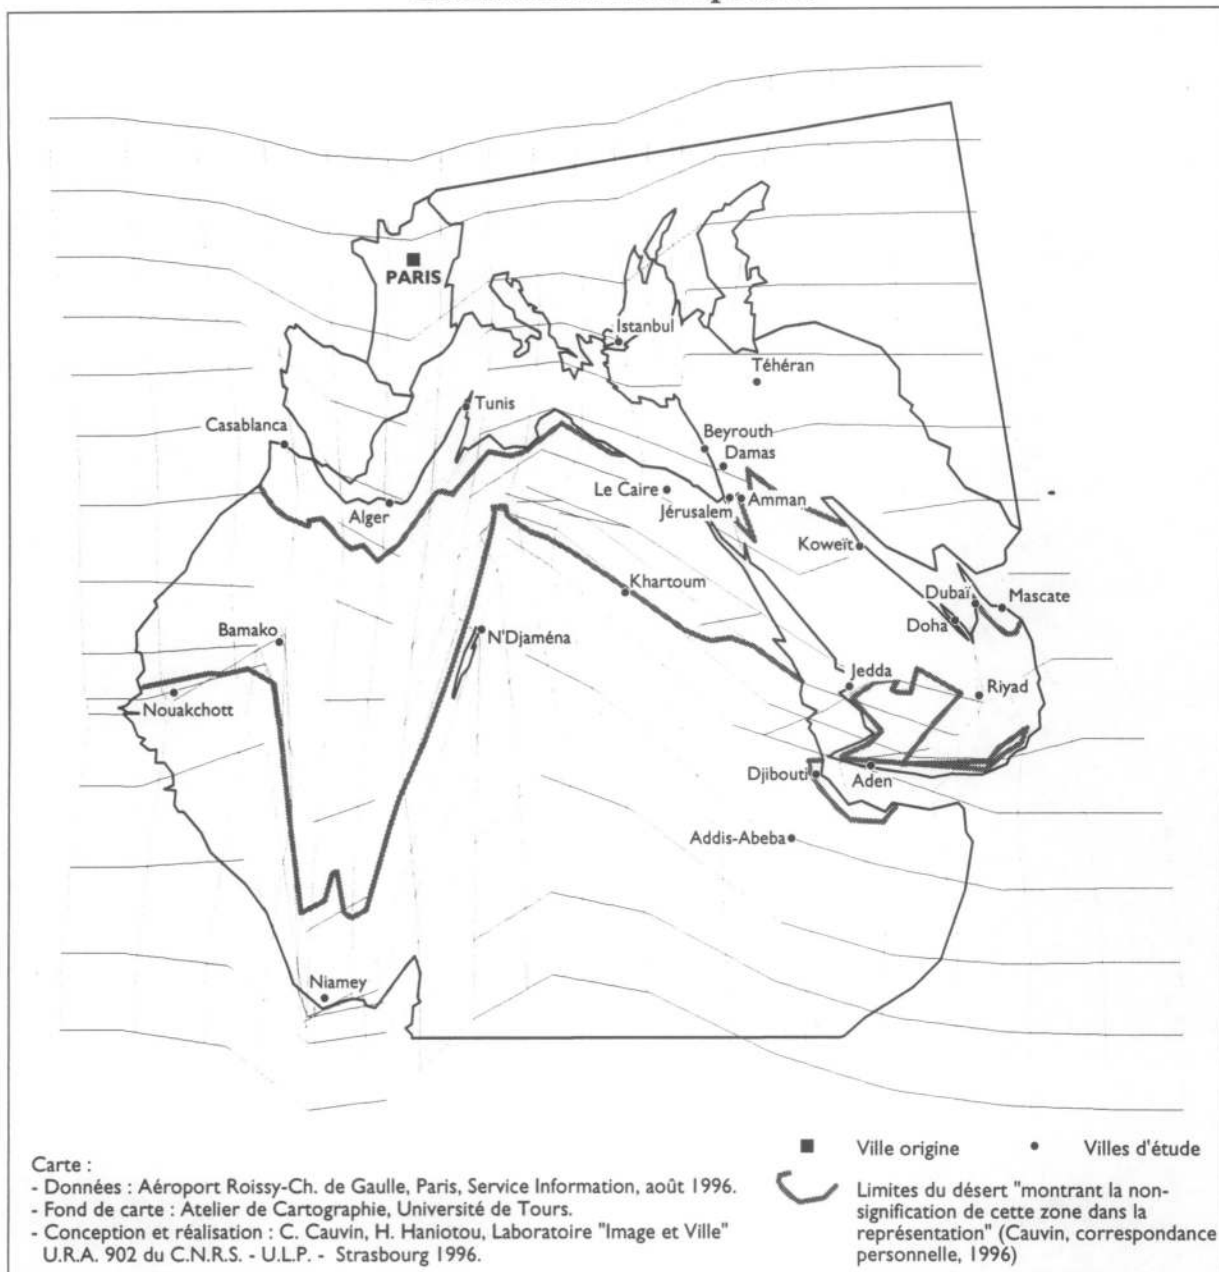 PARIS
Istanbul
Téhéran
Tunis
Casablanca
Beyrouth
Damas
Le Caire
Amman
Jérusalem
Alger
Koweït
Khartoum
Dubaï
Mascate
Doha
Bamako
N'Djaména
Jedda
Riyad
Nouakchott
Djibouti
Aden
Addis-Abeba
Niamey
Carte :
- Données : Aéroport Roissy-Ch. de Gaulle, Paris, Service Information, août 1996.
- Fond de carte : Atelier de Cartographie, Université de Tours.
- Conception et réalisation : C. Cauvin, H. Haniotou, Laboratoire "Image et Ville"
U.R.A. 902 du C.N.R.S. - U.L.P. - Strasbourg 1996.
Ville origine
Villes d'étude
Limites du désert "montrant la non-
signification de cette zone dans la
représentation" (Cauvin, correspondance
personnelle, 1996)